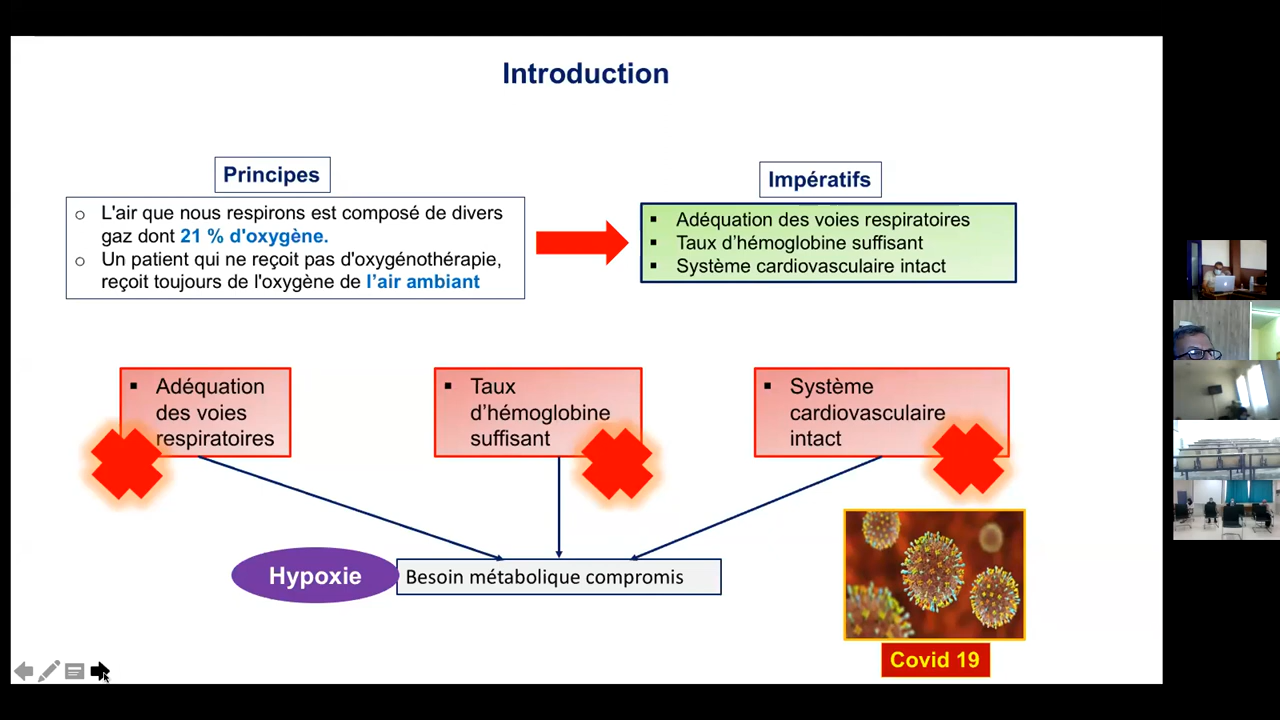 Introduction
Principes
L'air que nous respirons est composé de divers
gaz dont 21 % d'oxygène.
Un patient qui ne reçoit pas d'oxygénothérapie,
reçoit toujours de l'oxygène de l’air ambiant
Impératifs
Adéquation des voies respiratoires
Taux d’hémoglobine suffisant
Système cardiovasculaire intact
Adéquation
des voies
respiratoires
Taux
d’hémoglobine
suffisant
Système
cardiovasculaire
intact
Hypoxie
Besoin métabolique compromis
Covid 19